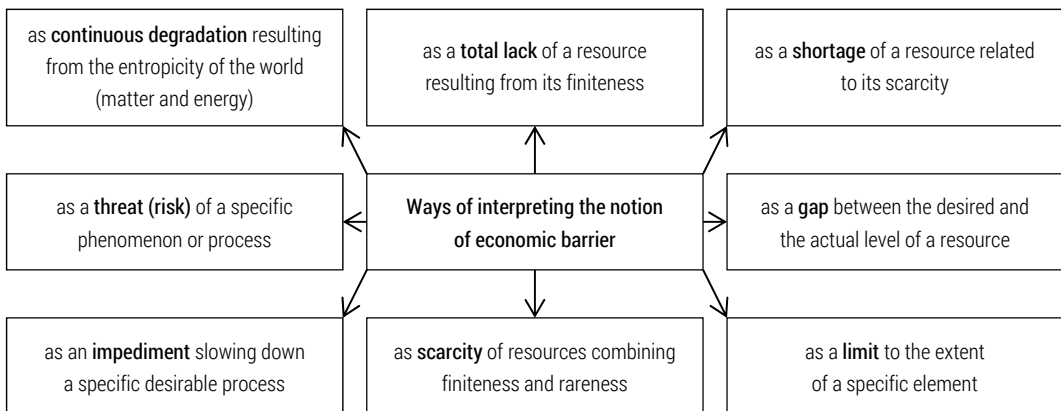 as continuous degradation resulting
from the entropicity of the world
(matter and energy)
as a total lack of a resource
resulting from its finiteness
as a shortage of a resource related
to its scarcity
as a threat (risk) of a specific
phenomenon or process
Ways of interpreting the notion
of economic barrier
as a gap between the desired and
the actual level of a resource
as an impediment slowing down
a specific desirable process
as scarcity of resources combining
finiteness and rareness
as a limit to the extent
of a specific element